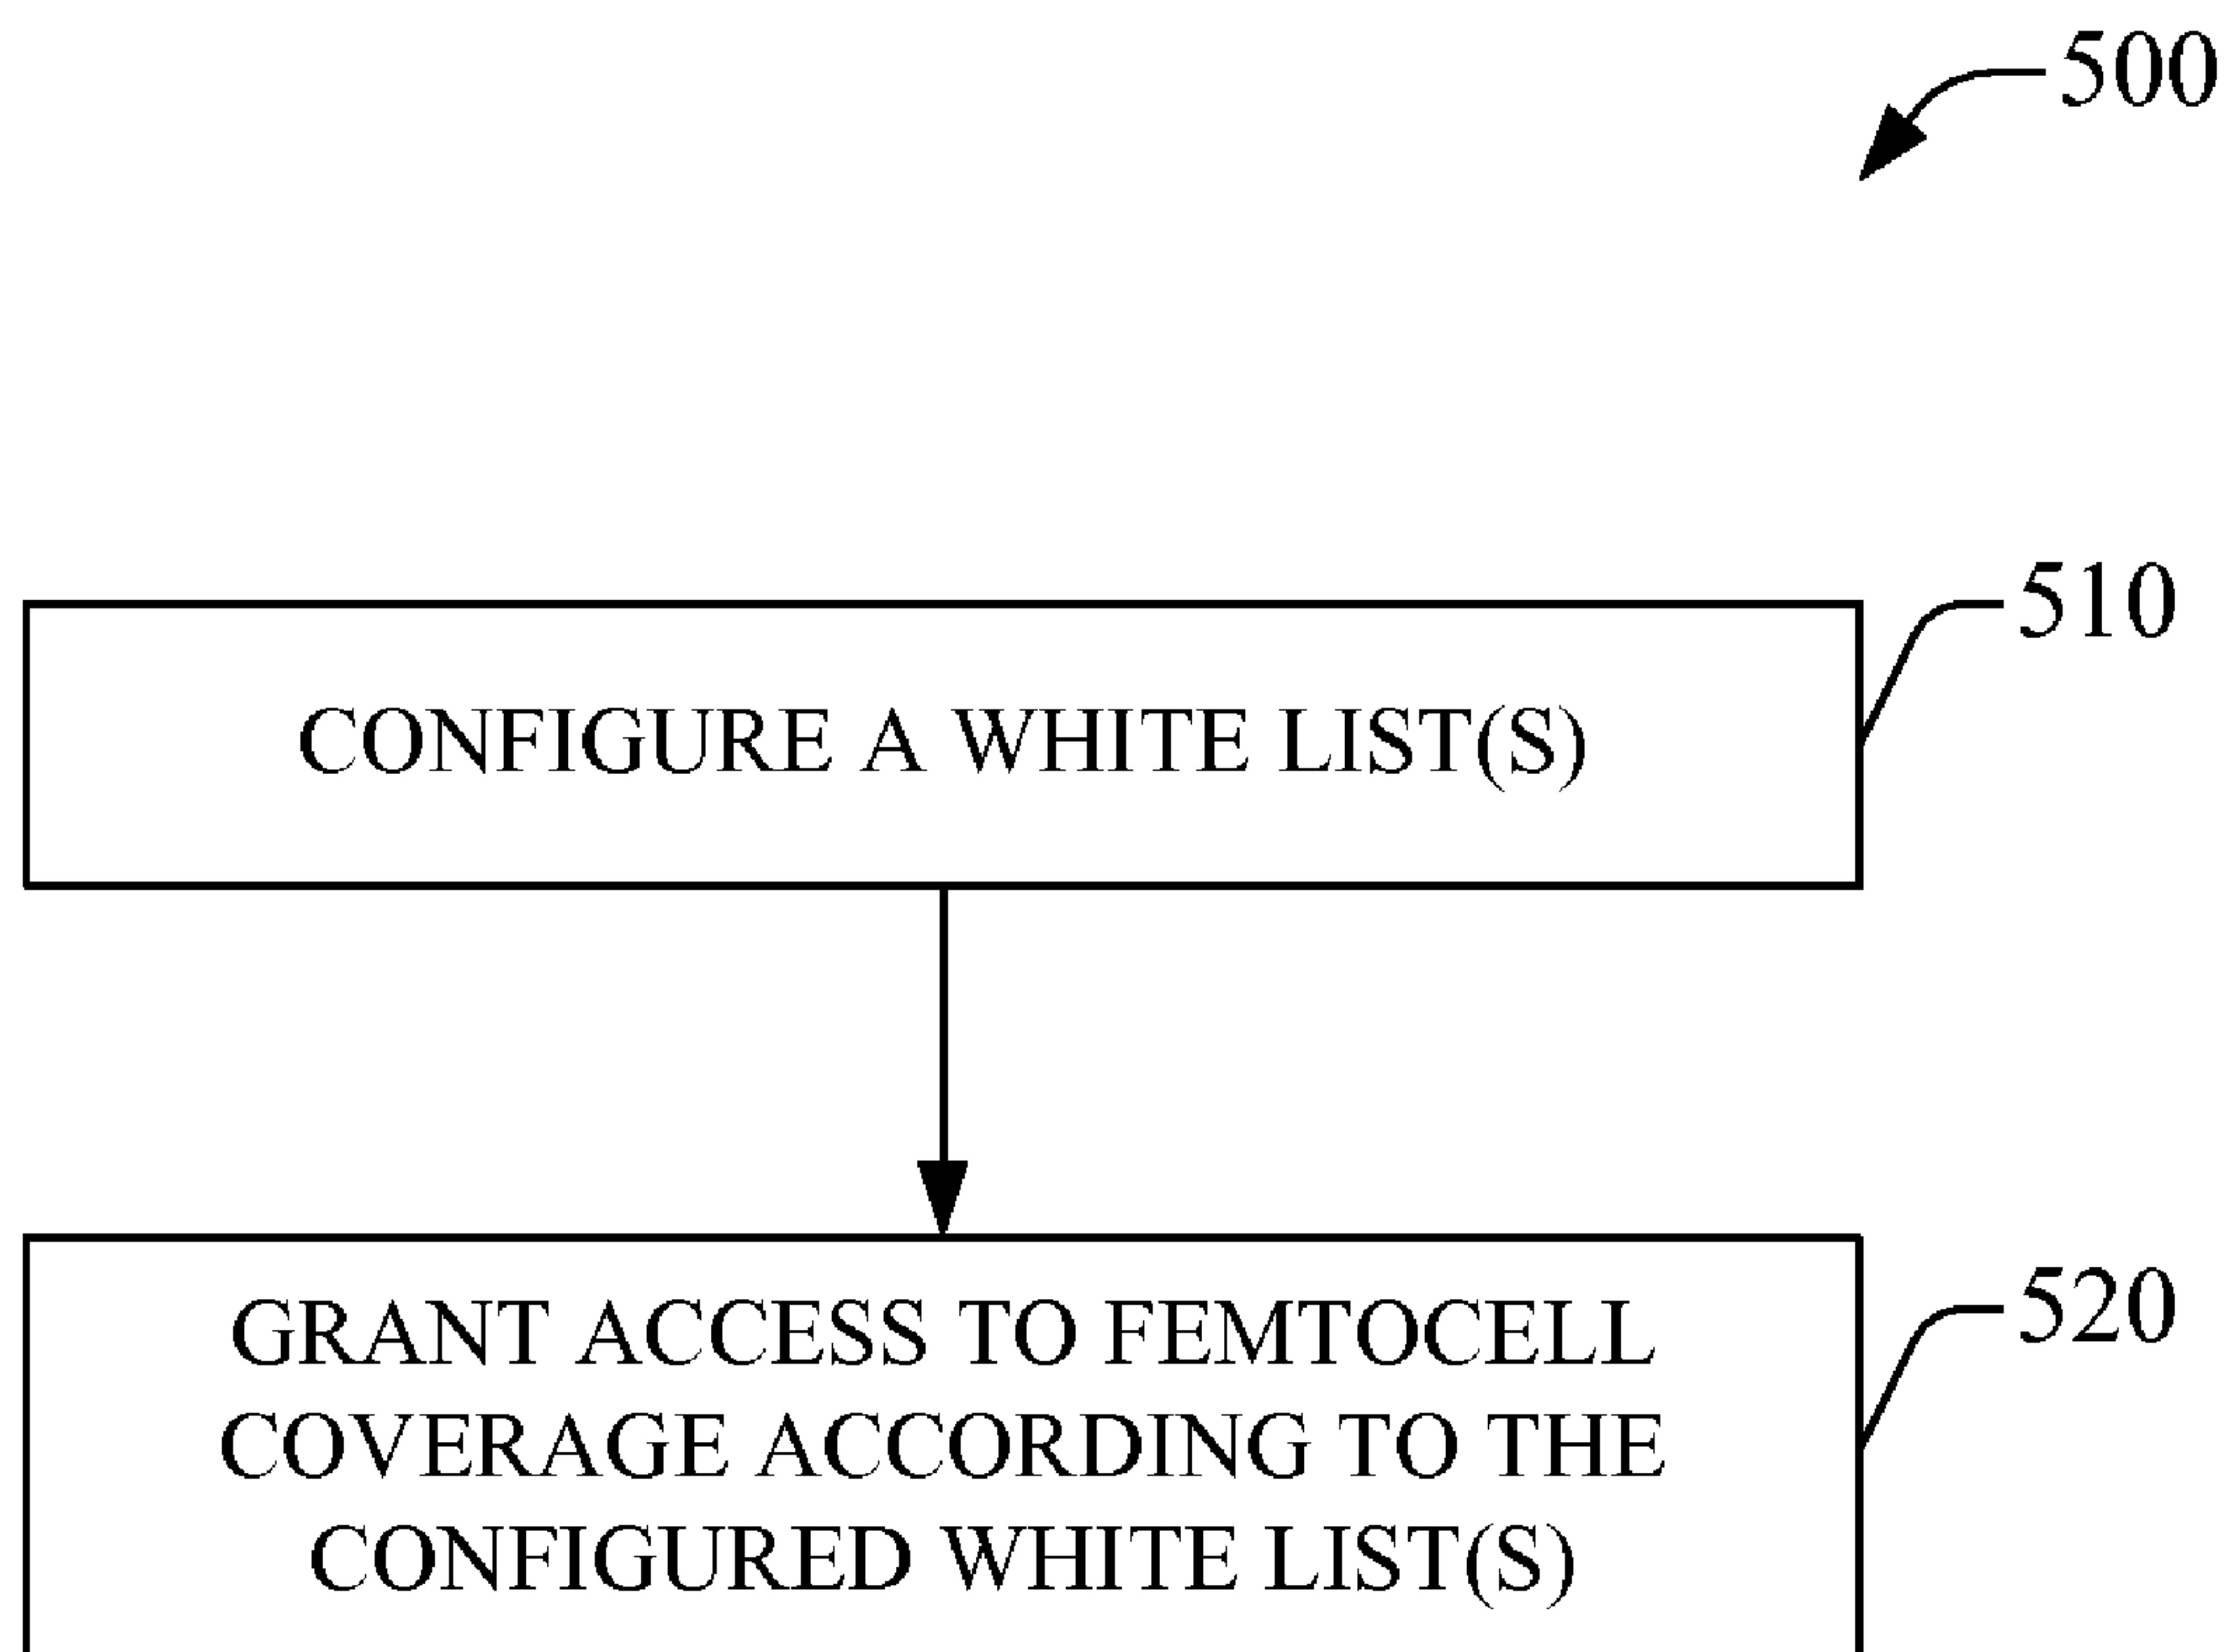 500
510
CONFIGURE A WHITE LIST(S)
520
GRANT ACCESS TO FEMTOCELL
COVERAGE ACCORDING TO THE
CONFIGURED WHITE LIST(S)